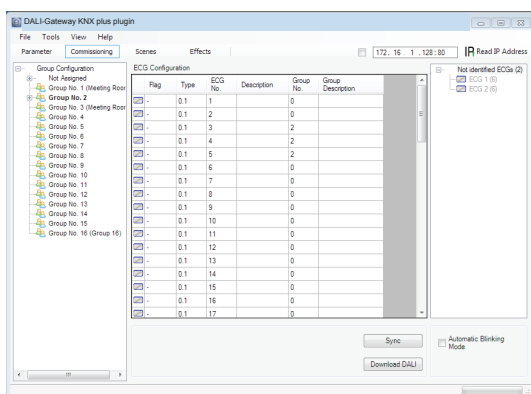 DALI-Gateway KNX plus plugin
File Tools View Help
Parameter Commissioning Scenes Effects 172. 16 . 1 .128:80 Read IP Address
Group Configuration
Not Assigned
Group No. 1 (Meeting Roor
Group No. 2
Group No. 3 (Meeting Roor
Group No. 4
Group No. 5
Group No. 6
Group No. 7
Group No. 8
Group No. 9
Group No. 10
Group No. 11
Group No. 12
Group No. 13
Group No. 14
Group No. 15
Group No. 16 (Group 16)
ECG Configuration
Flag Type ECG No. Description Group No. Group Description
- 0.1 1 0
- 0.1 2 0
- 0.1 3 2
- 0.1 4 2
- 0.1 5 2
- 0.1 6 0
- 0.1 7 0
- 0.1 8 0
- 0.1 9 0
- 0.1 10 0
- 0.1 11 0
- 0.1 12 0
- 0.1 13 0
- 0.1 14 0
- 0.1 15 0
- 0.1 16 0
- 0.1 17 0
Not identified ECGs (2)
ECG 1 (6)
ECG 2 (6)
Sync
Download DALI
Automatic Blinking
Mode